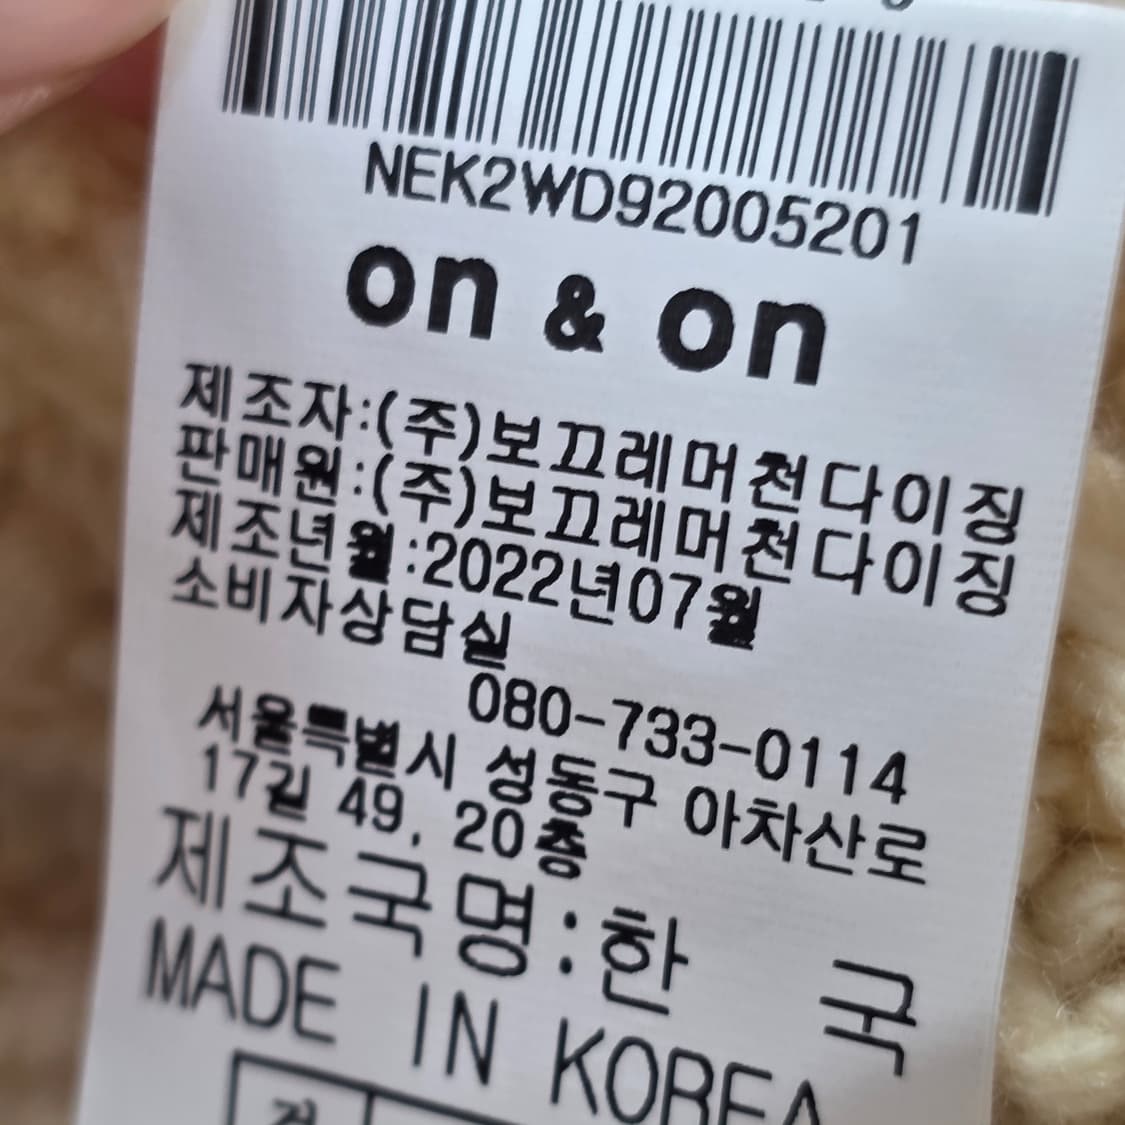 NEK2WD92005201
on & on
제조자:(주)보끄레머천다이징
판매원:(주)보끄레머천다이징
제조년월:2022년07월
소비자상담실
080-733-0114
서울특별시 성동구 아차산로
17길 49, 20층
제조국명:한 국
MADE IN KOREA